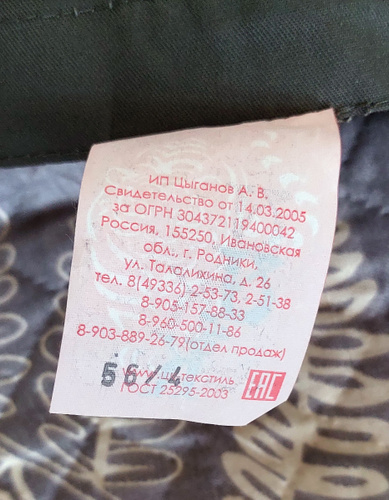 ИП Цыганов А. В.
Свидетельство от 14.03.2005
за ОГРН 304372119400042
Россия, 155250, Ивановская
обл., г. Родники,
ул. Талалихина, д. 26
тел. 8(49336) 2-53-73, 2-51-38
8-905-157-88-33
8-960-500-11-86
8-903-889-26-79(отдел продаж)
56/4
ГОСТ 25295-2003
EAC